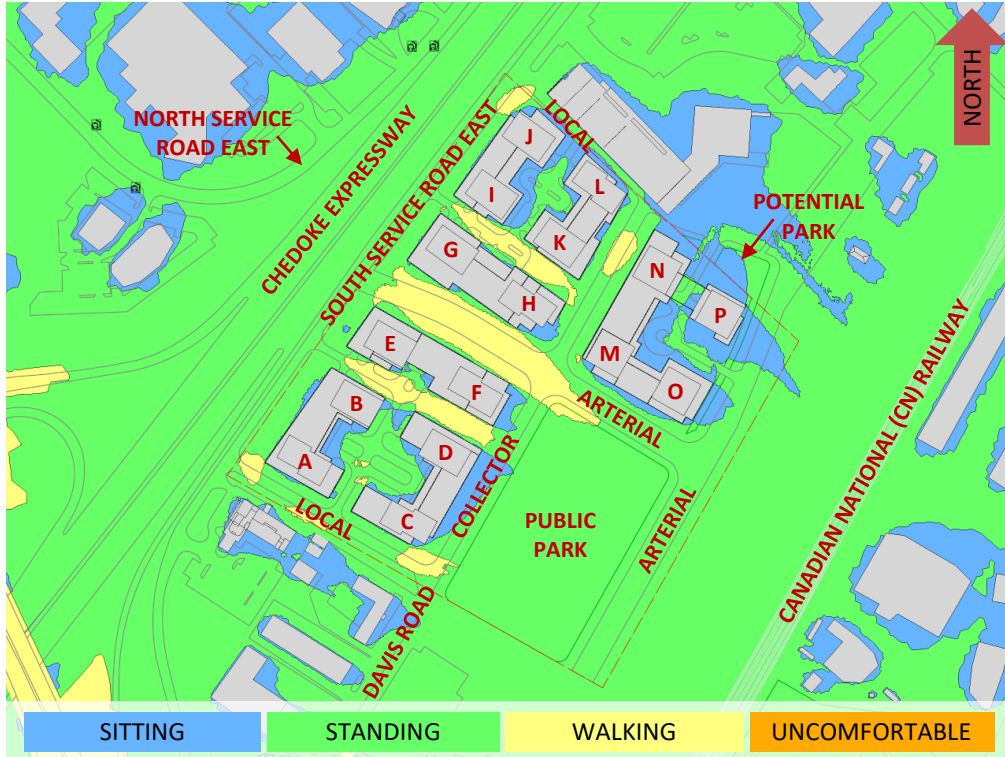 NORTH
NORTH SERVICE
ROAD EAST
CHEDOKE EXPRESSWAY
SOUTH SERVICE ROAD EAST
LOCAL
J
I
L
K
POTENTIAL
PARK
G
H
N
P
E
F
M
O
ARTERIAL
B
A
D
C
COLLECTOR
LOCAL
PUBLIC
PARK
ARTERIAL
CANADIAN NATIONAL (CN) RAILWAY
DAVIS ROAD
SITTING
STANDING
WALKING
UNCOMFORTABLE